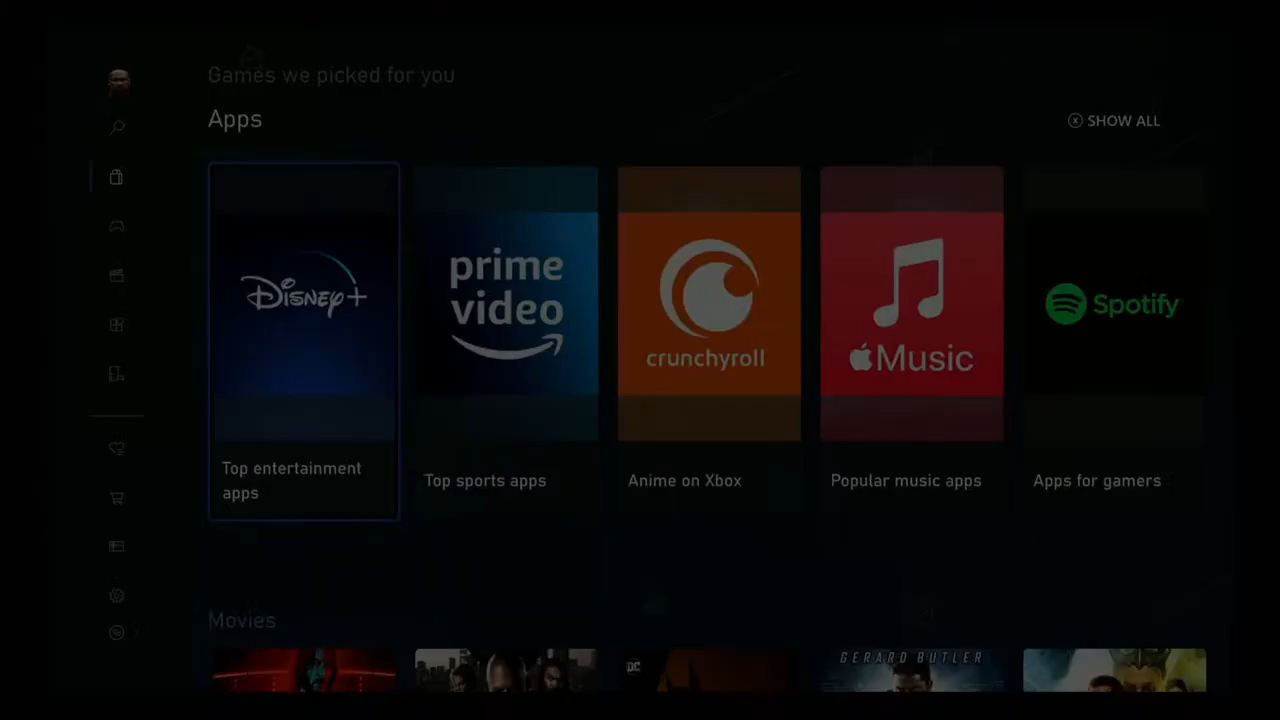 Games we picked for you
Apps
X SHOW ALL
Disney+
prime video
crunchyroll
Music
Spotify
Top entertainment apps
Top sports apps
Anime on Xbox
Popular music apps
Apps for gamers
Movies
DC
GERARD BUTLER